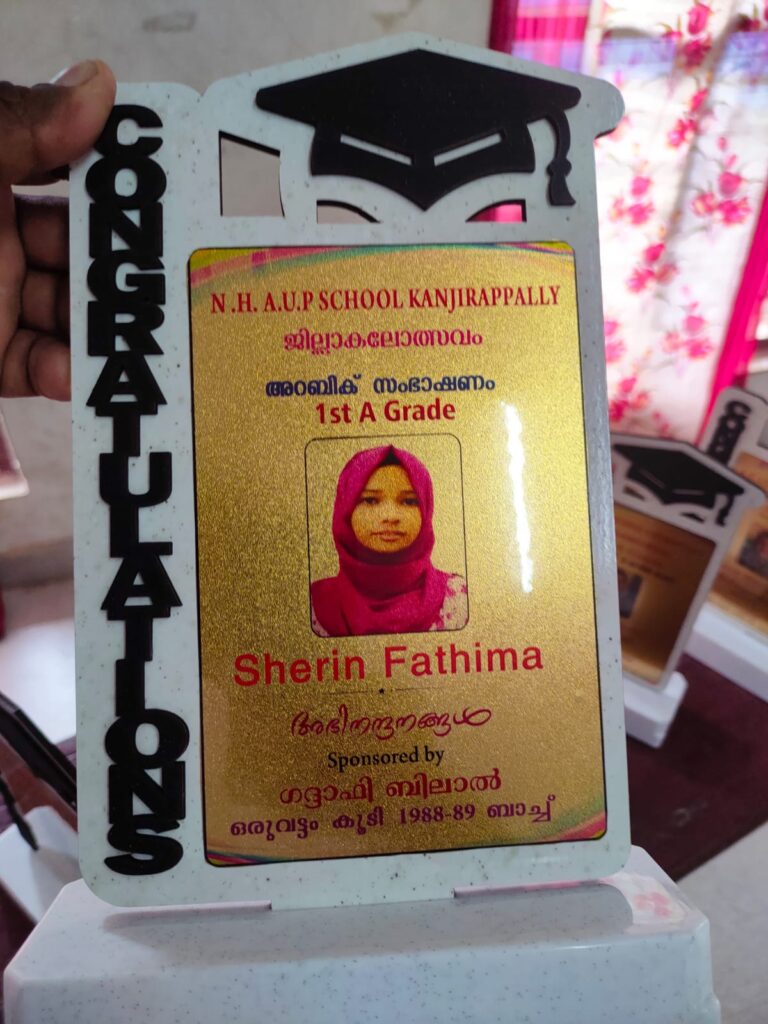 CONGRATULATIONS
N .H. A.U.P SCHOOL KANJIRAPPALLY
ജില്ലാകലോത്സവം
അറബിക് സംഭാഷണം
1st A Grade
Sherin Fathima
അഭിനന്ദനങ്ങൾ
Sponsored by
ഗദ്ദാഫി ബിലാൽ
ഒരുവട്ടം കൂടി 1988-89 ബാച്ച്